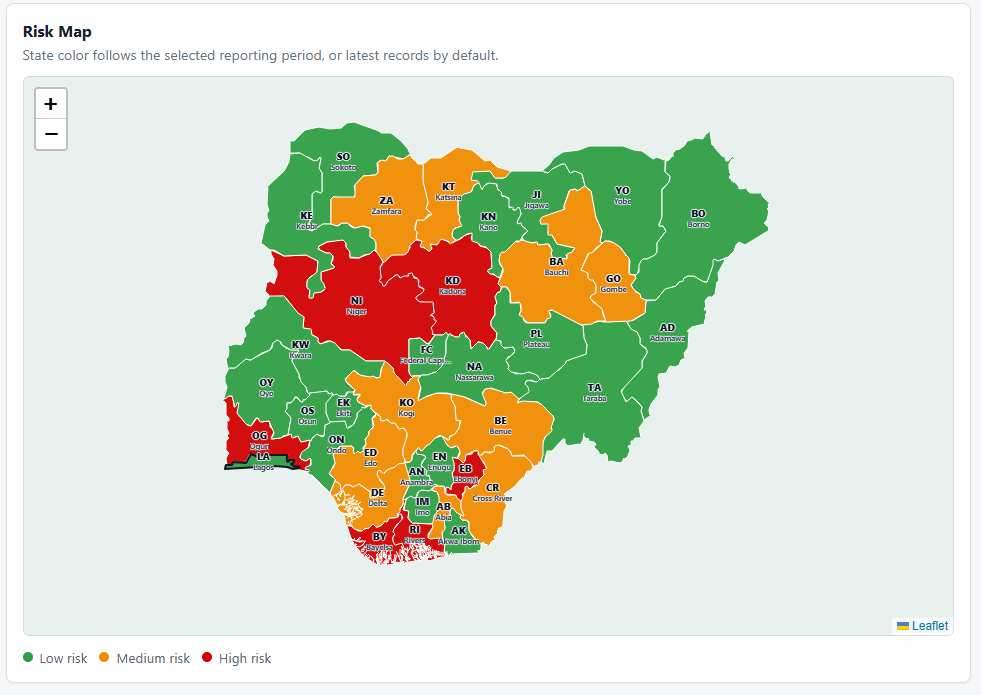 Risk Map
State color follows the selected reporting period, or latest records by default.
+
−
SO
Sokoto
KT
Katsina
ZA
Zamfara
JI
Jigawa
YO
Yobe
KE
Kebbi
KN
Kano
BO
Borno
BA
Bauchi
GO
Gombe
KD
Kaduna
NI
Niger
AD
Adamawa
PL
Plateau
KW
Kwara
FC
Federal Capi...
NA
Nassarawa
OY
Oyo
TA
Taraba
EK
Ekiti
KO
Kogi
OS
Osun
BE
Benue
OG
Ogun
ON
Ondo
LA
Lagos
ED
Edo
EN
Enugu
EB
Ebonyi
AN
Anambra
DE
Delta
CR
Cross River
IM
Imo
AB
Abia
BY
Bayelsa
RI
Rivers
AK
Akwa Ibom
Leaflet
Low risk Medium risk High risk